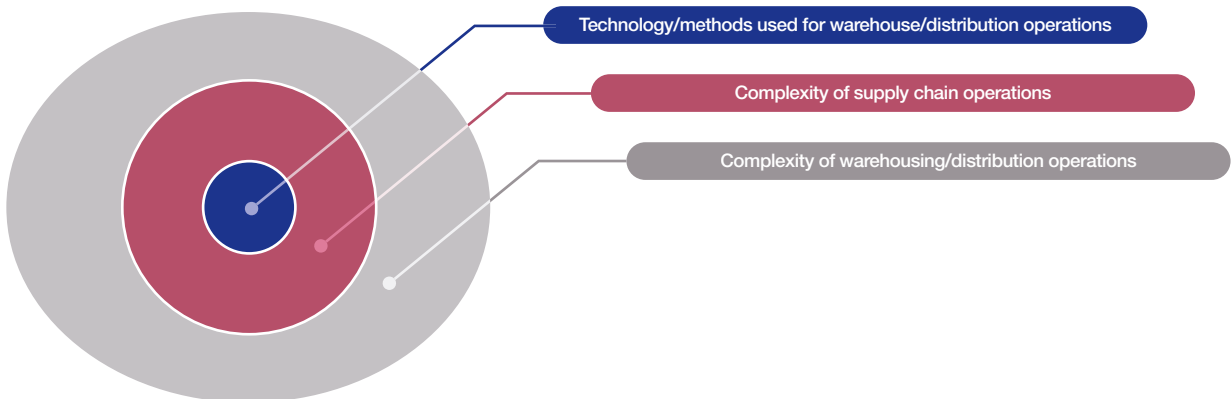 Technology/methods used for warehouse/distribution operations
Complexity of supply chain operations
Complexity of warehousing/distribution operations